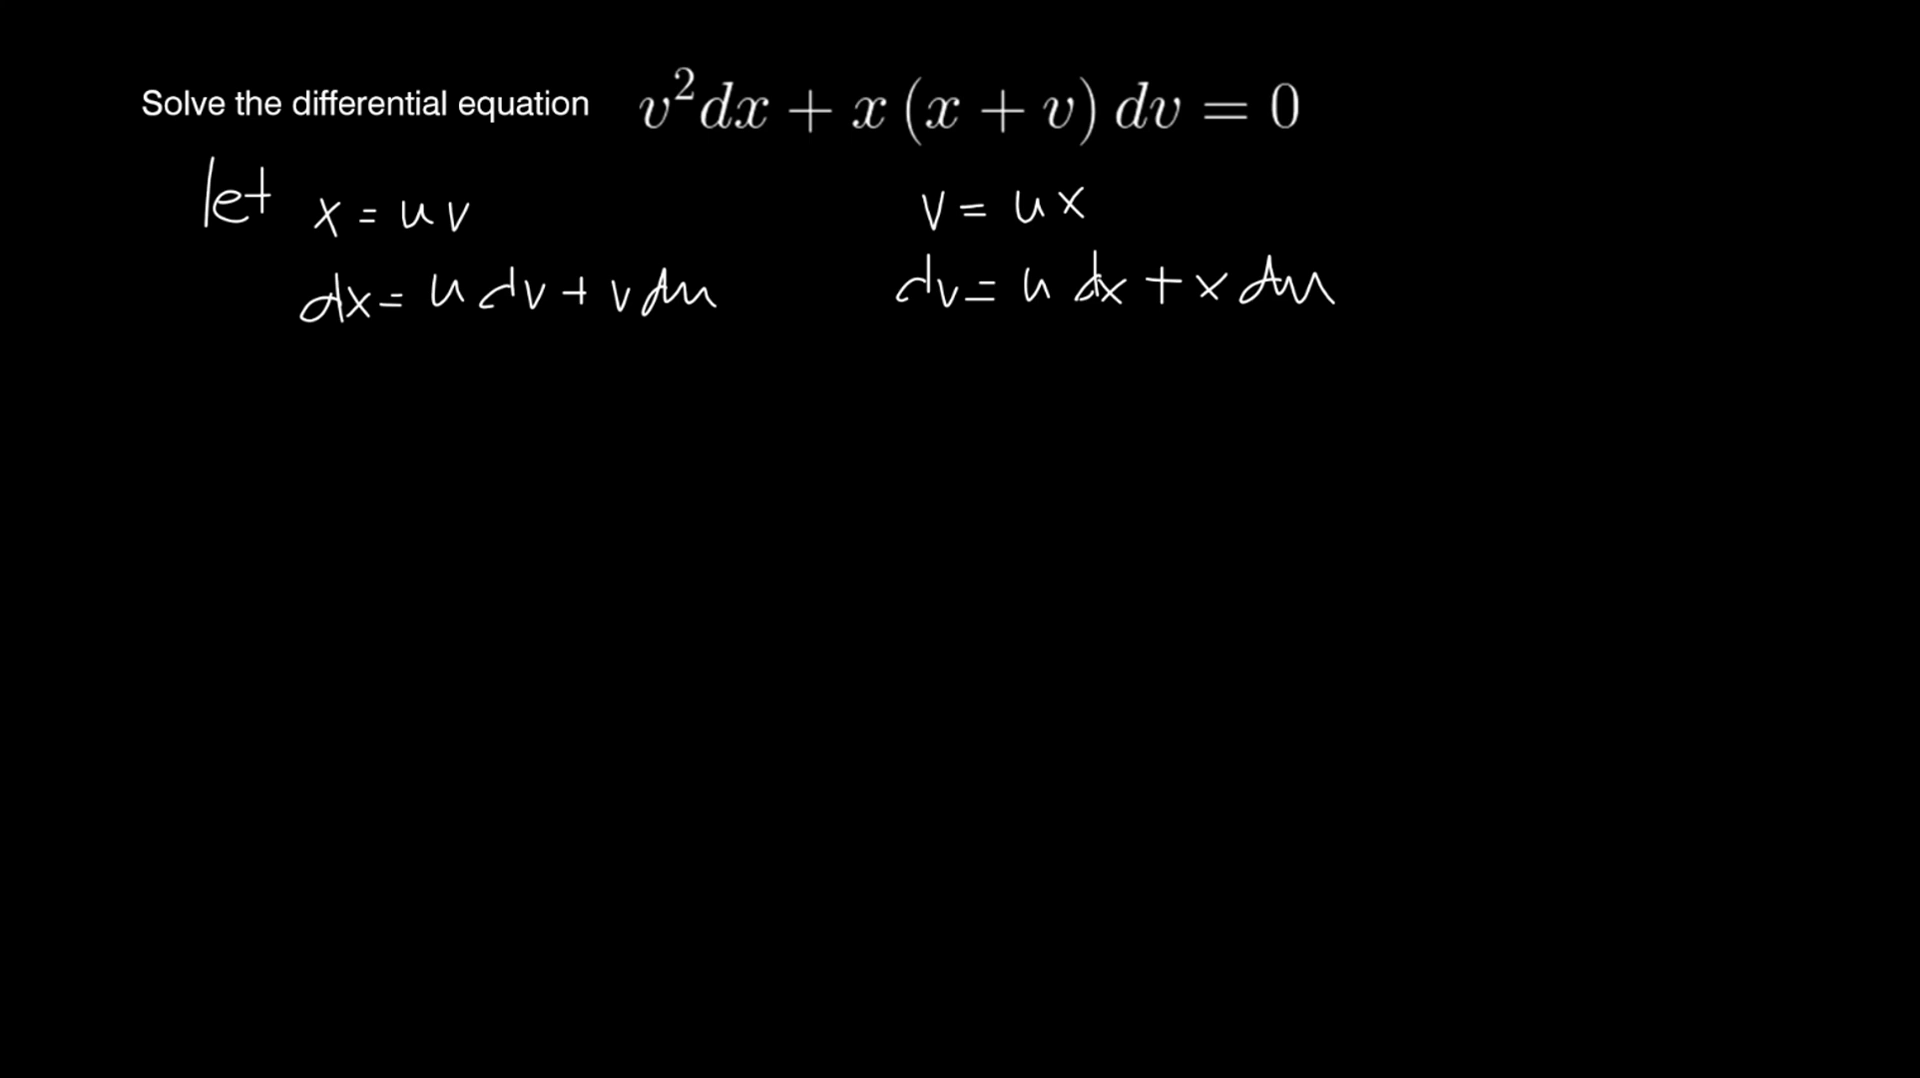 Solve the differential equation v²dx + x (x + v) dv = 0
let x = uv v = ux
dx = u dv + v du dv = u dx + x du